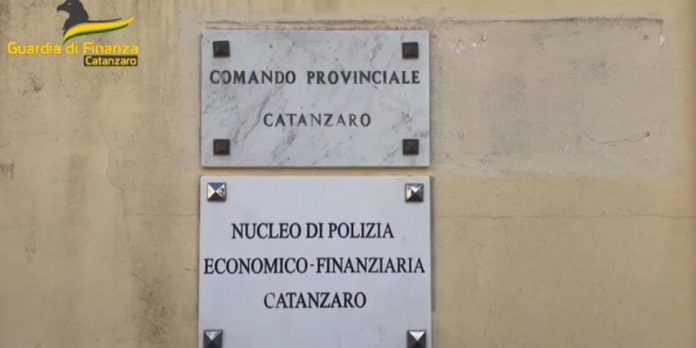 Guardia di Finanza
Catanzaro
COMANDO PROVINCIALE
CATANZARO
NUCLEO DI POLIZIA
ECONOMICO-FINANZIARIA
CATANZARO